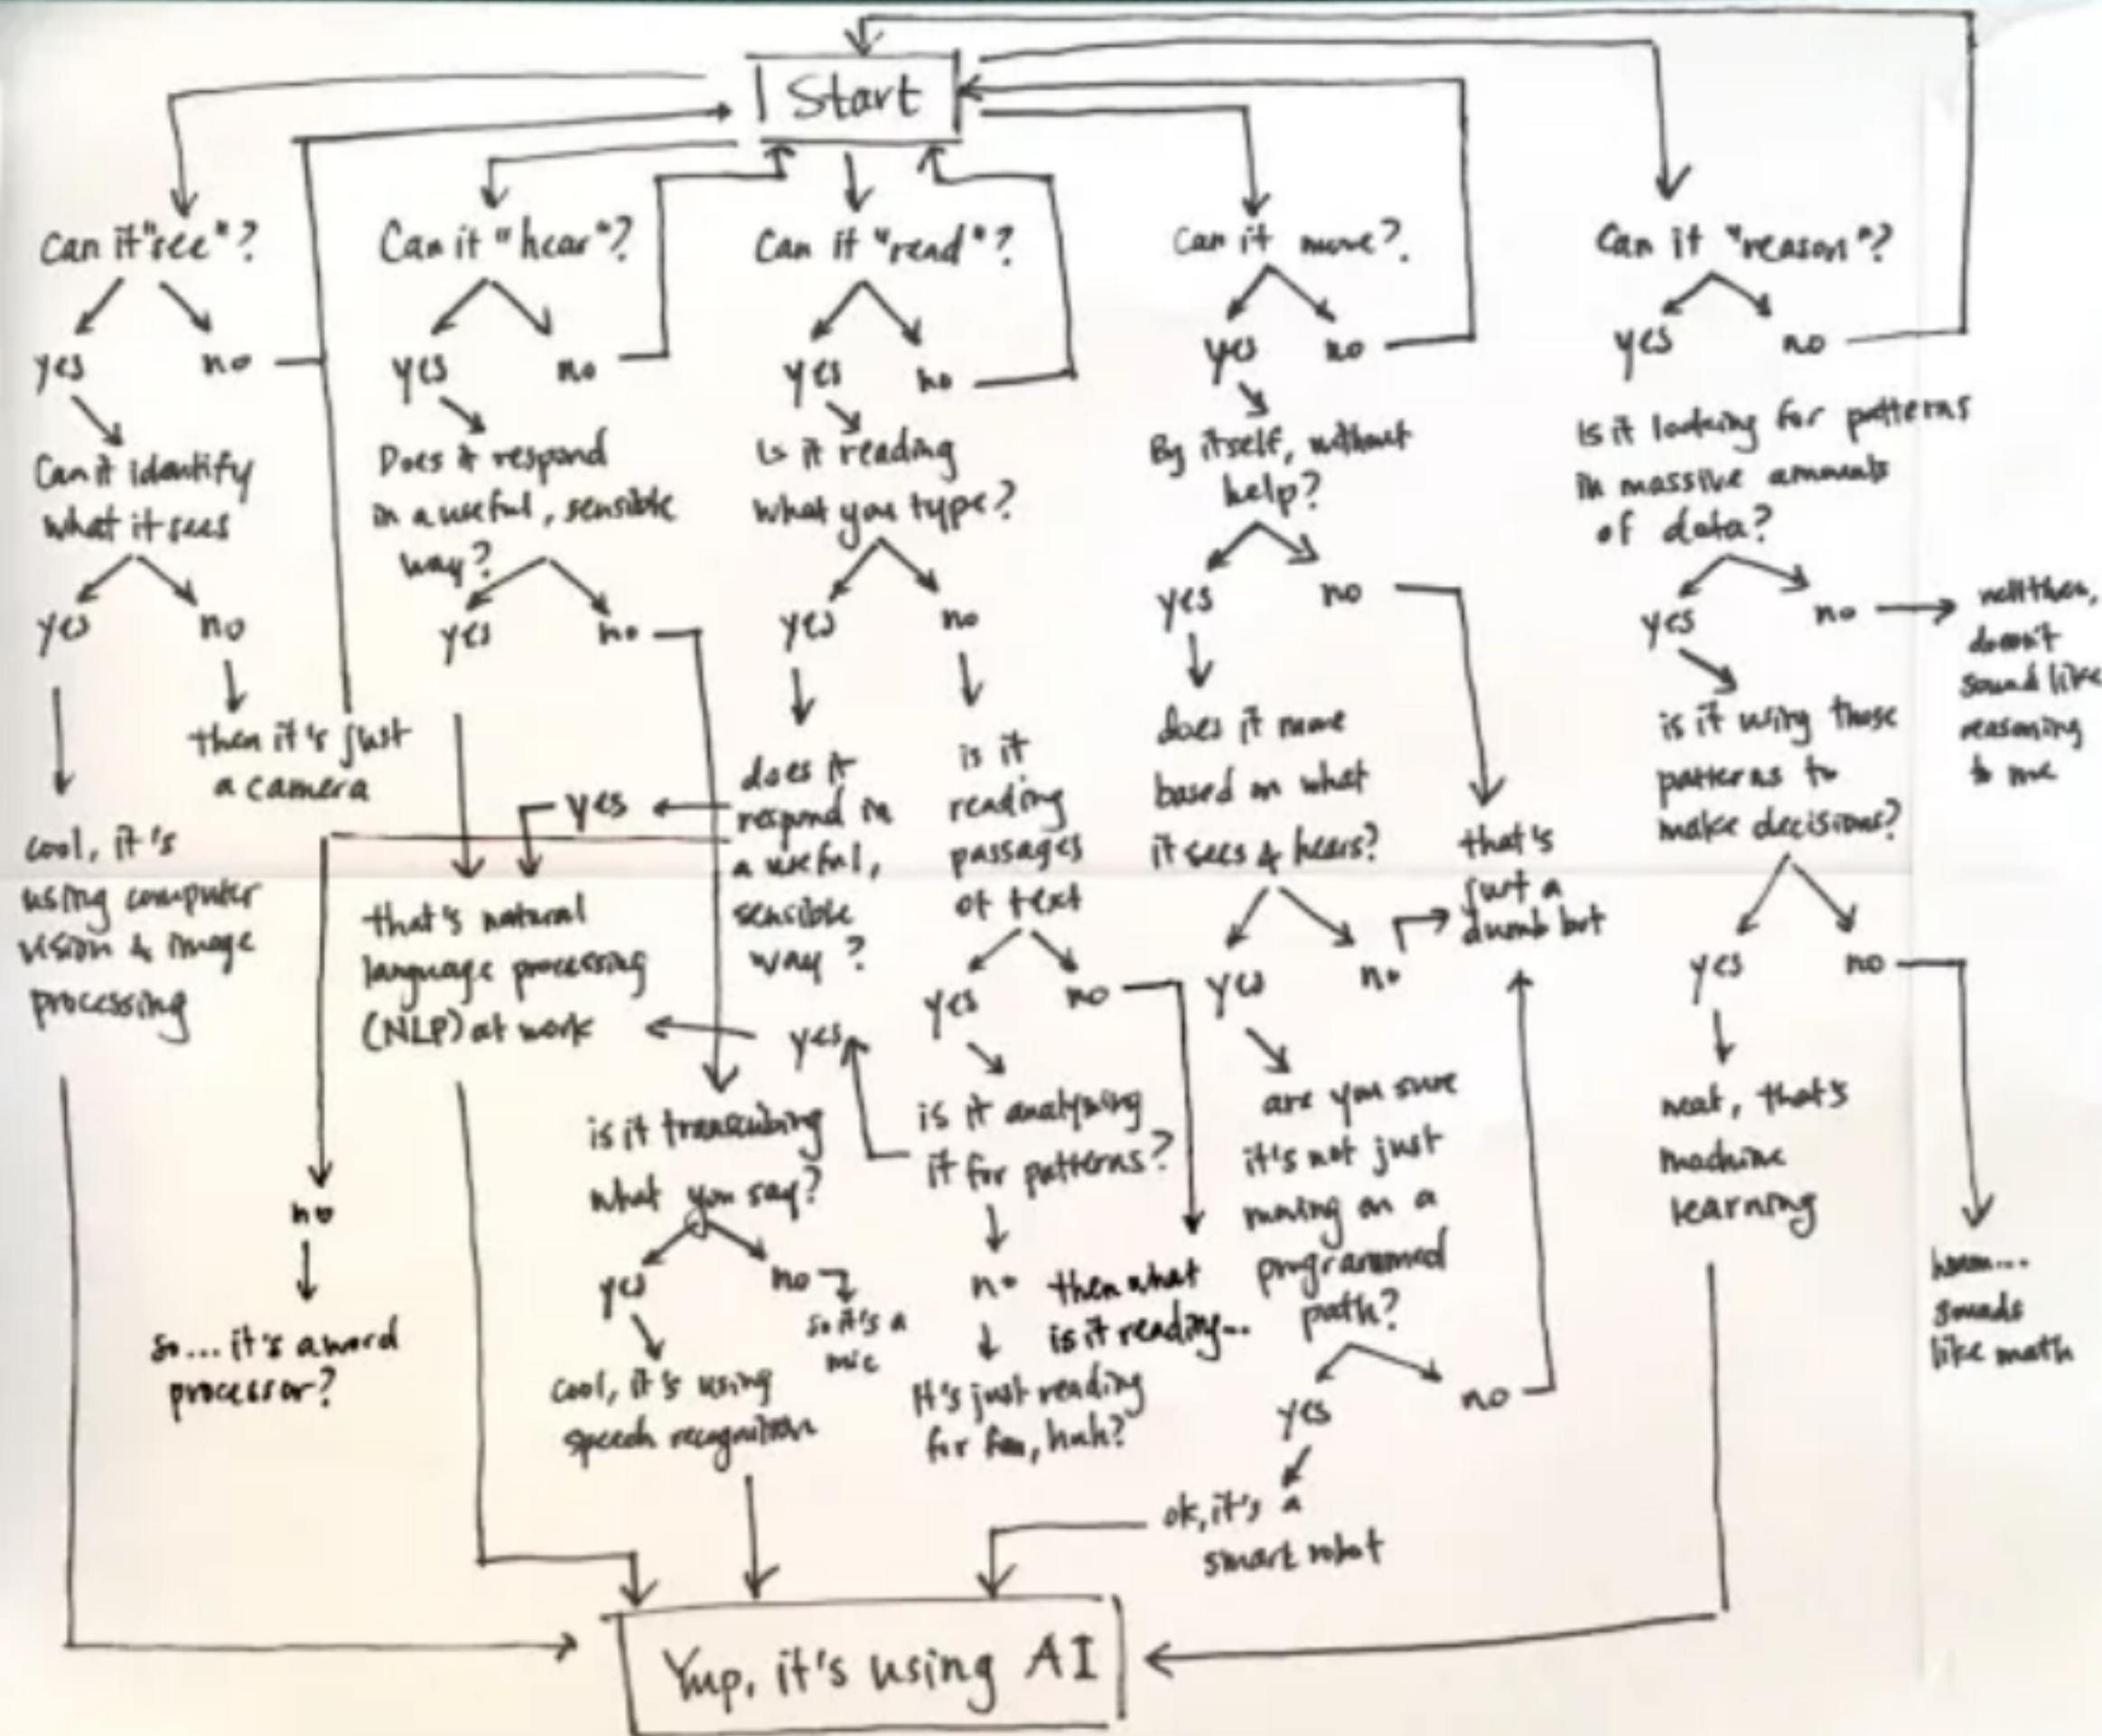 Start
Can it "see"?
yes
no
Can it identify
what it sees
yes
no
then it's just
a camera
cool, it's
using computer
vision & image
processing
Can it "hear"?
yes
no
Does it respond
in a useful, sensible
way?
yes
no
that's natural
language processing
(NLP) at work
is it transcribing
what you say?
yes
no
so it's a
mic
cool, it's using
speech recognition
Can it "read"?
yes
no
Is it reading
what you type?
yes
no
does it
respond in
a useful,
sensible
way?
yes
no
so... it's a word
processor?
is it
reading
passages
of text
yes
no
then what
is it reading...
is it analyzing
it for patterns?
yes
no
It's just reading
for fun, huh?
Can it move?
yes
no
By itself, without
help?
yes
no
does it move
based on what
it sees & hears?
yes
no
that's
just a
dumb bot
are you sure
it's not just
moving on a
programmed
path?
yes
no
ok, it's a
smart robot
Can it "reason"?
yes
no
Is it looking for patterns
in massive amounts
of data?
yes
no
well then,
doesn't
sound like
reasoning
to me
is it using those
patterns to
make decisions?
yes
no
neat, that's
machine
learning
hmm...
sounds
like math
Yup, it's using AI